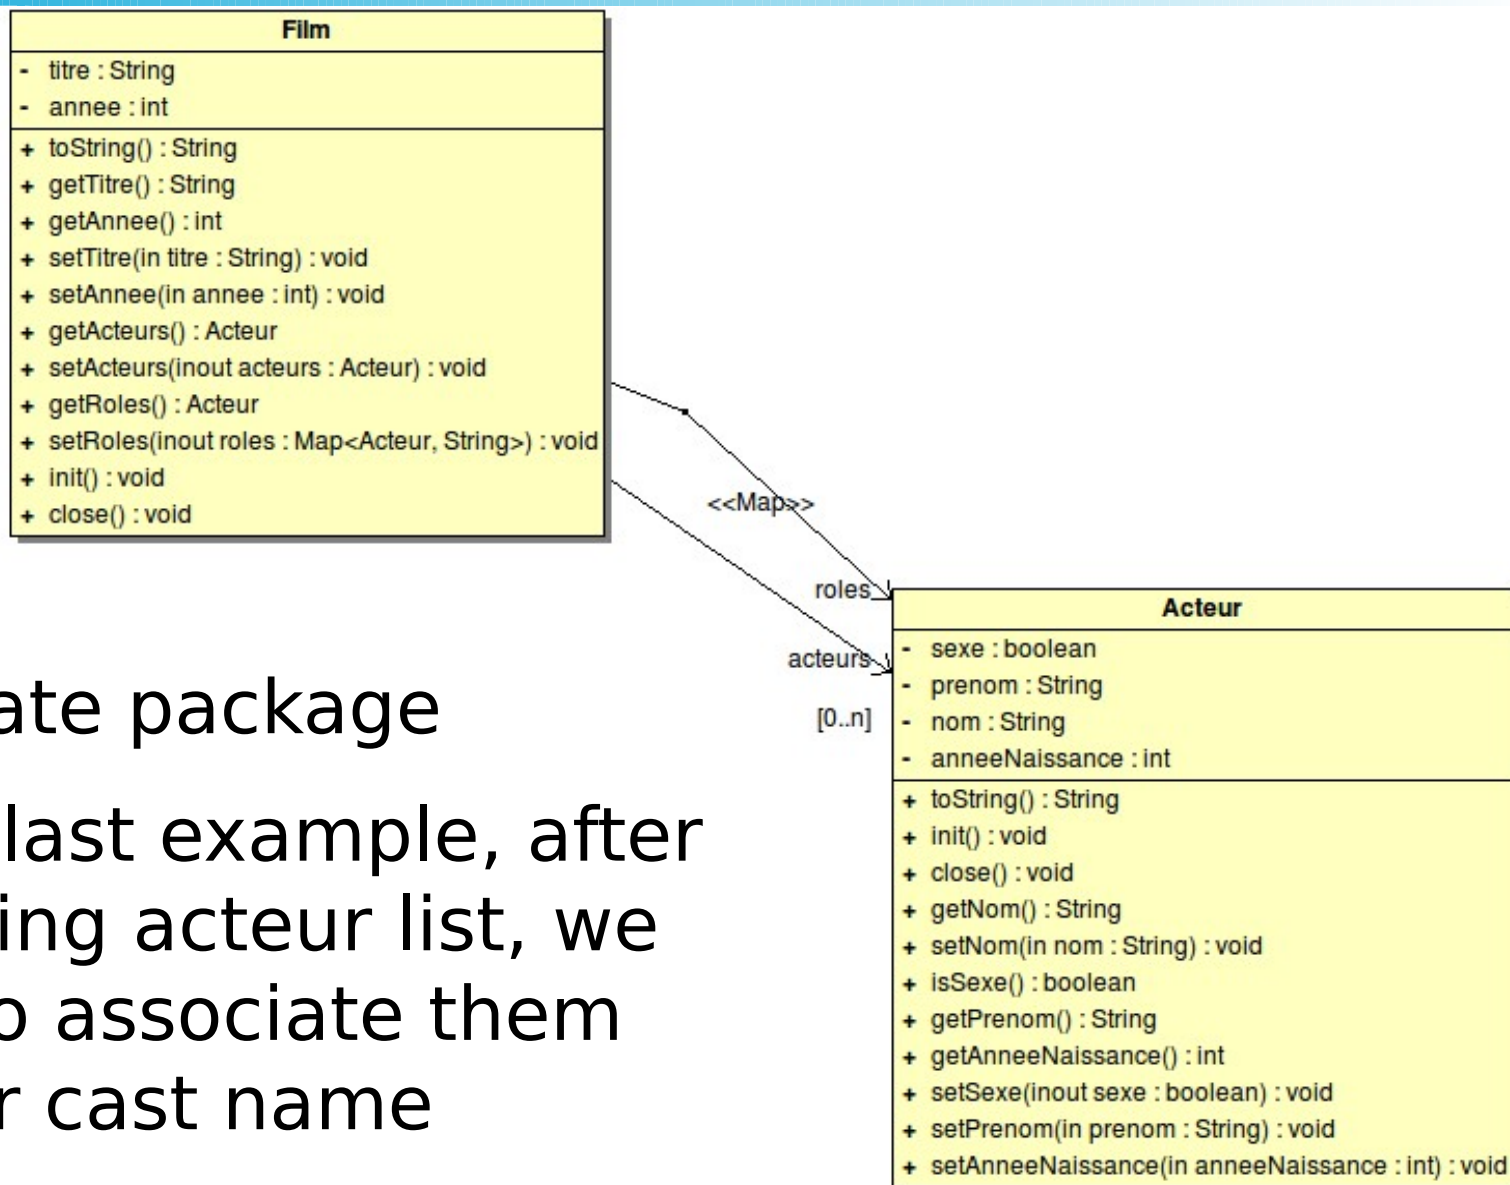 Film
- titre : String
- annee : int
+ toString() : String
+ getTitre() : String
+ getAnnee() : int
+ setTitre(in titre : String) : void
+ setAnnee(in annee : int) : void
+ getActeurs() : Acteur
+ setActeurs(inout acteurs : Acteur) : void
+ getRoles() : Acteur
+ setRoles(inout roles : Map<Acteur, String>) : void
+ init() : void
+ close() : void
<<Map>>
roles
acteurs
[0..n]
Acteur
- sexe : boolean
- prenom : String
- nom : String
- anneeNaissance : int
+ toString() : String
+ init() : void
+ close() : void
+ getNom() : String
+ setNom(in nom : String) : void
+ isSexe() : boolean
+ getPrenom() : String
+ getAnneeNaissance() : int
+ setSexe(inout sexe : boolean) : void
+ setPrenom(in prenom : String) : void
+ setAnneeNaissance(in anneeNaissance : int) : void
ate package
last example, after
ing acteur list, we
o associate them
r cast name